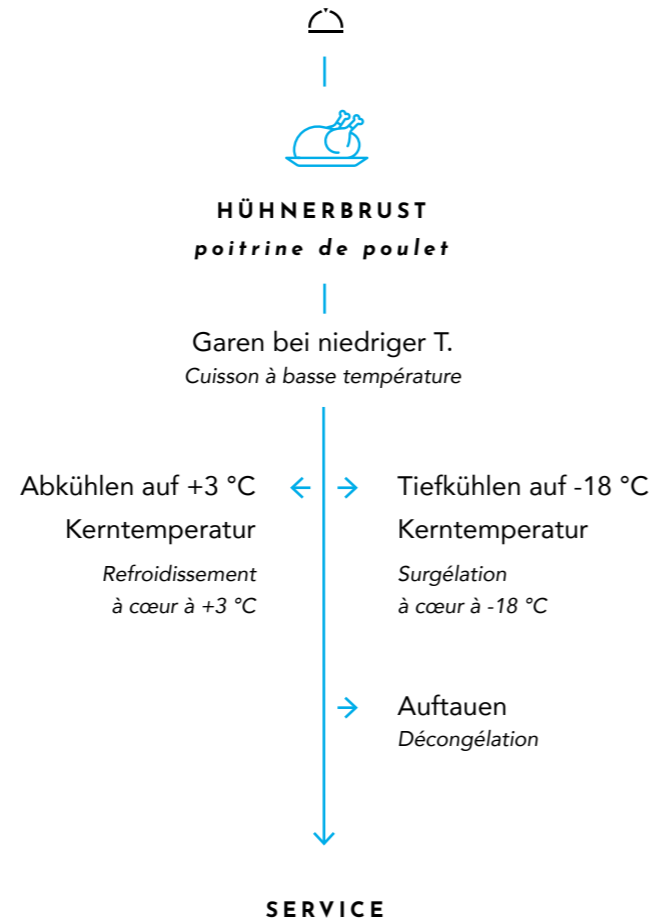 HÜHNERBRUST
poitrine de poulet
Garen bei niedriger T.
Cuisson à basse température
Abkühlen auf +3 °C
Kerntemperatur
Refroidissement
à cœur à +3 °C
Tiefkühlen auf -18 °C
Kerntemperatur
Surgélation
à cœur à -18 °C
Auftauen
Décongélation
SERVICE